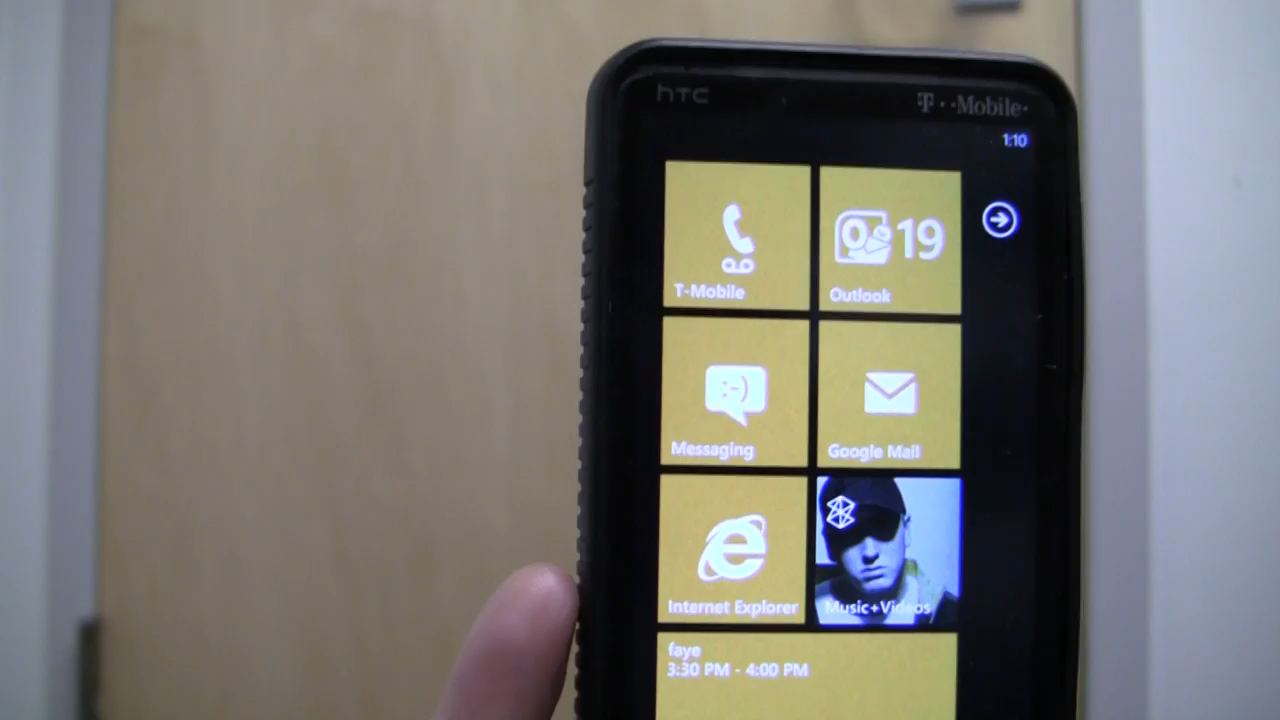 hTC
T··Mobile·
1:10
T-Mobile
19
Outlook
:-)
Messaging
Google Mail
Internet Explorer
Music+Videos
faye
3:30 PM - 4:00 PM